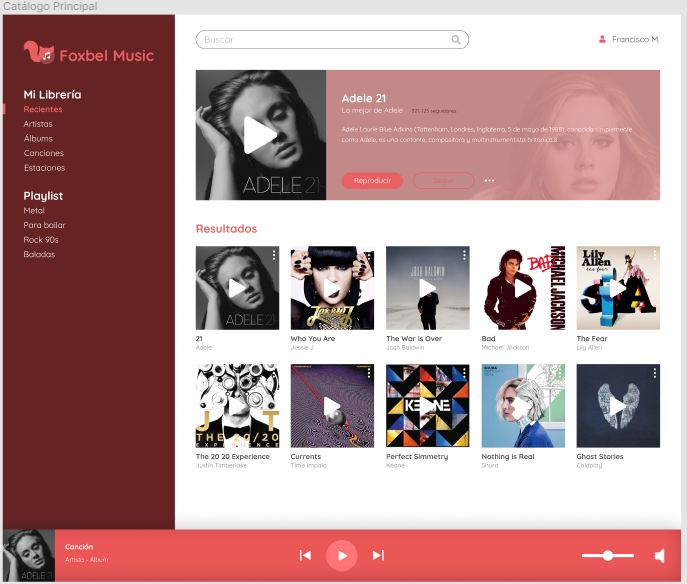 Catálogo Principal
Foxbel Music
Mi Librería
Recientes
Artistas
Álbums
Canciones
Estaciones
Playlist
Metal
Para bailar
Rock 90s
Baladas
Buscar
Francisco M.
ADELE 21
Adele 21
Lo mejor de Adele 321, 123 seguidores
Adele Laurie Blue Adkins (Tottenham, Londres, Inglaterra, 5 de mayo de 1988), conocida simplemente
como Adele, es una cantante, compositora y multinstrumentista británica.8
Reproducir
Seguir
Resultados
ADELE 21
JOSH BALDWIN
BAD
MICHAEL JACKSON
Lily
Allen
the fear
21
Adele
Who You Are
Jessie J
The War is Over
Josh Baldwin
Bad
Michael Jackson
The Fear
Lily Allen
J T
THE 20/20
EXPERIENCE
KEANE
The 20 20 Experience
Justin Timberlake
Currents
Time Impala
Perfect Simmetry
Keane
Nothing is Real
Shura
Ghost Stories
Coldplay
ADELE 21
Canción
Artista - Álbum